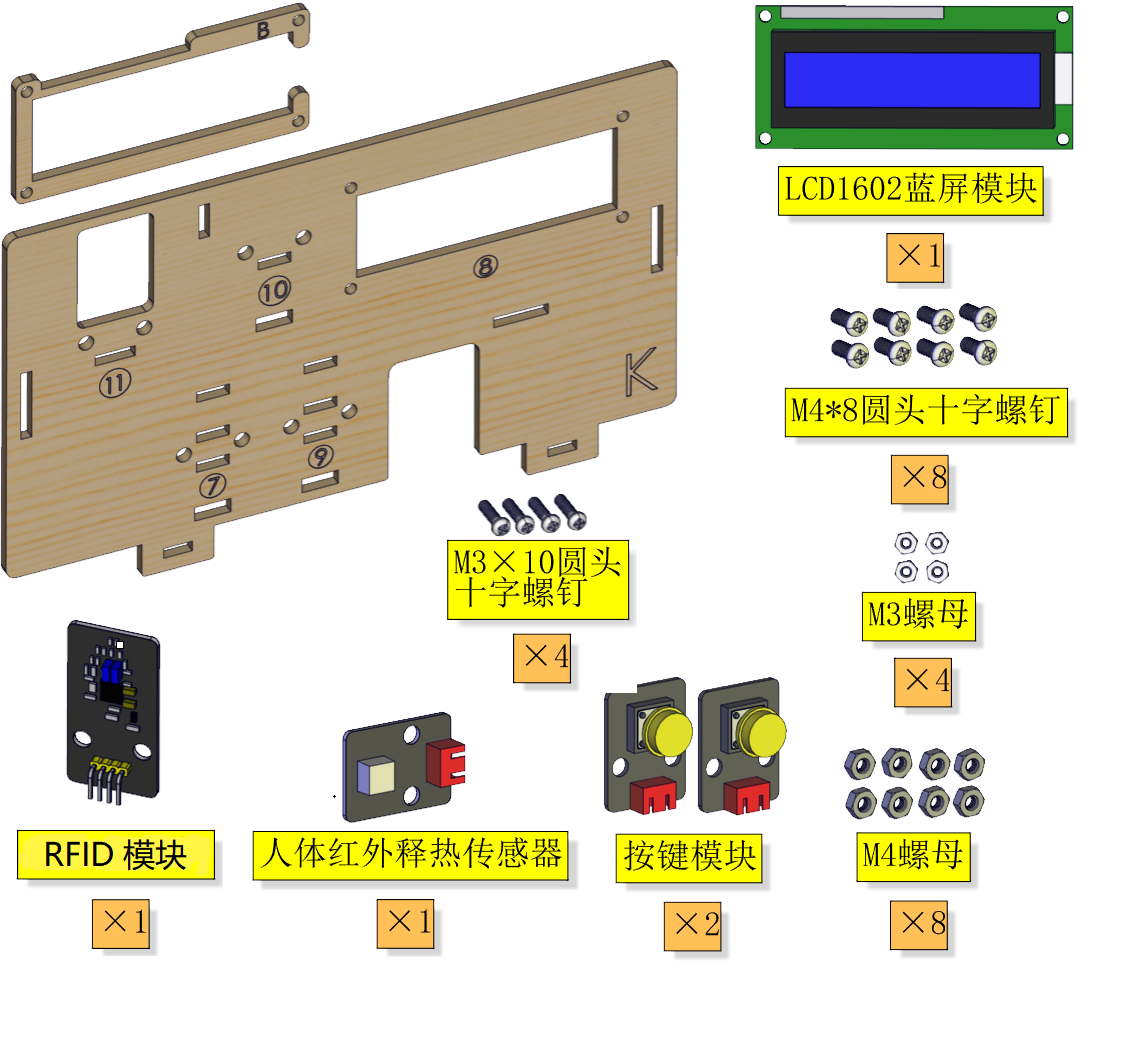 B
LCD1602蓝屏模块
×1
⑧
⑩
⑪
K
M4*8圆头十字螺钉
×8
⑨
⑦
M3×10圆头
十字螺钉
×4
M3螺母
×4
RFID 模块
×1
人体红外释热传感器
×1
按键模块
×2
M4螺母
×8